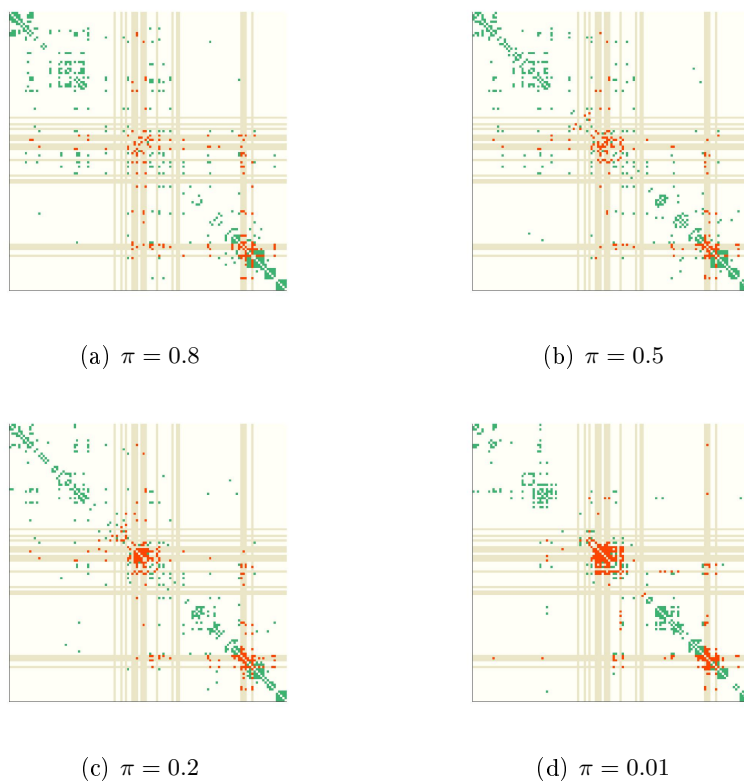 (a) π = 0.8
(b) π = 0.5
(c) π = 0.2
(d) π = 0.01